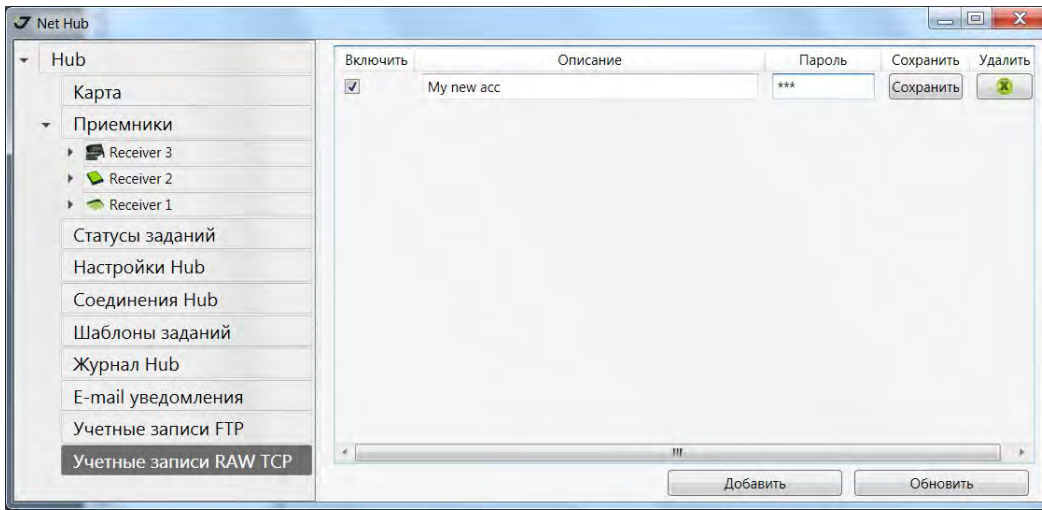 Net Hub
Hub
Карта
Приемники
Receiver 3
Receiver 2
Receiver 1
Статусы заданий
Настройки Hub
Соединения Hub
Шаблоны заданий
Журнал Hub
E-mail уведомления
Учетные записи FTP
Учетные записи RAW TCP
Включить Описание Пароль Сохранить Удалить
My new acc *** Сохранить
Добавить Обновить